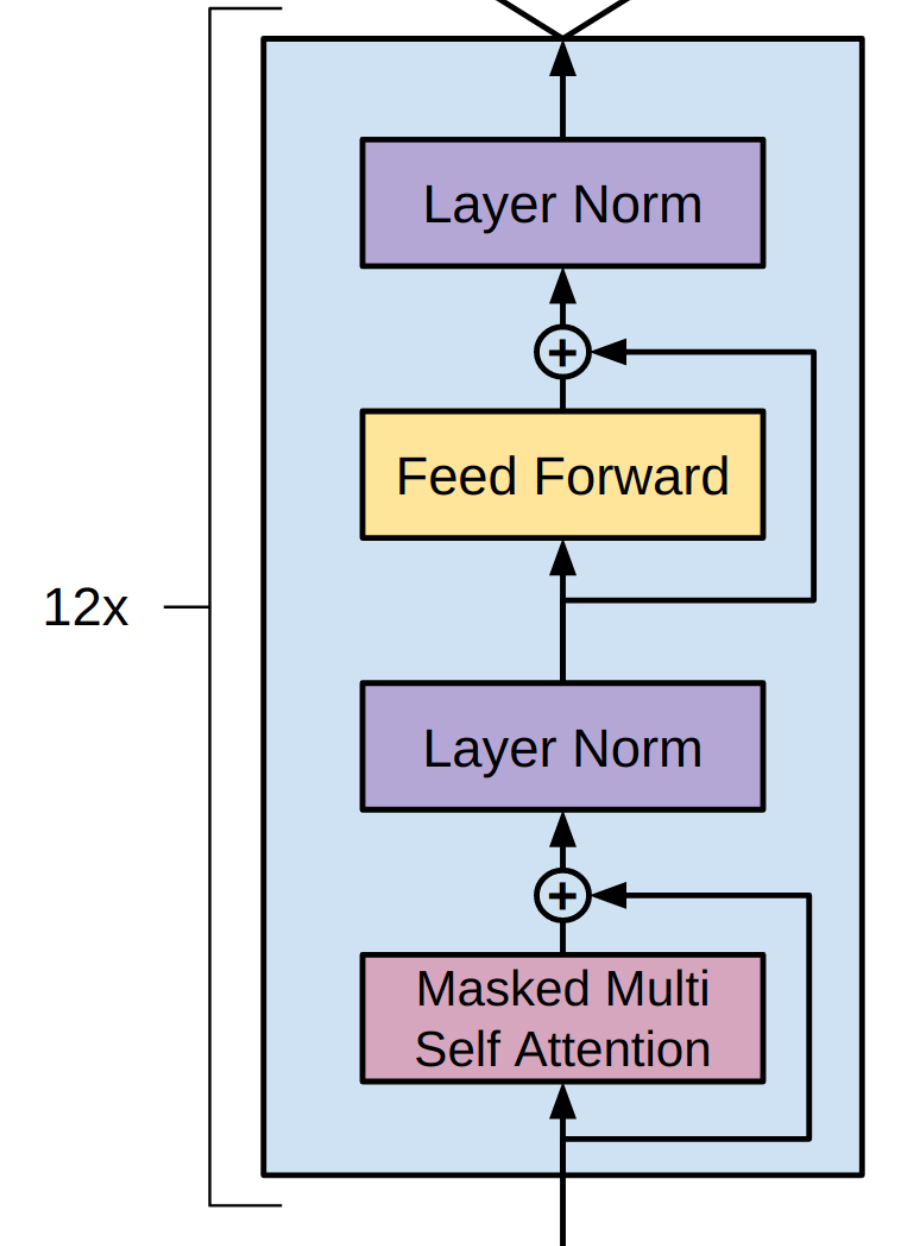 Layer Norm
+
Feed Forward
12x
Layer Norm
+
Masked Multi
Self Attention